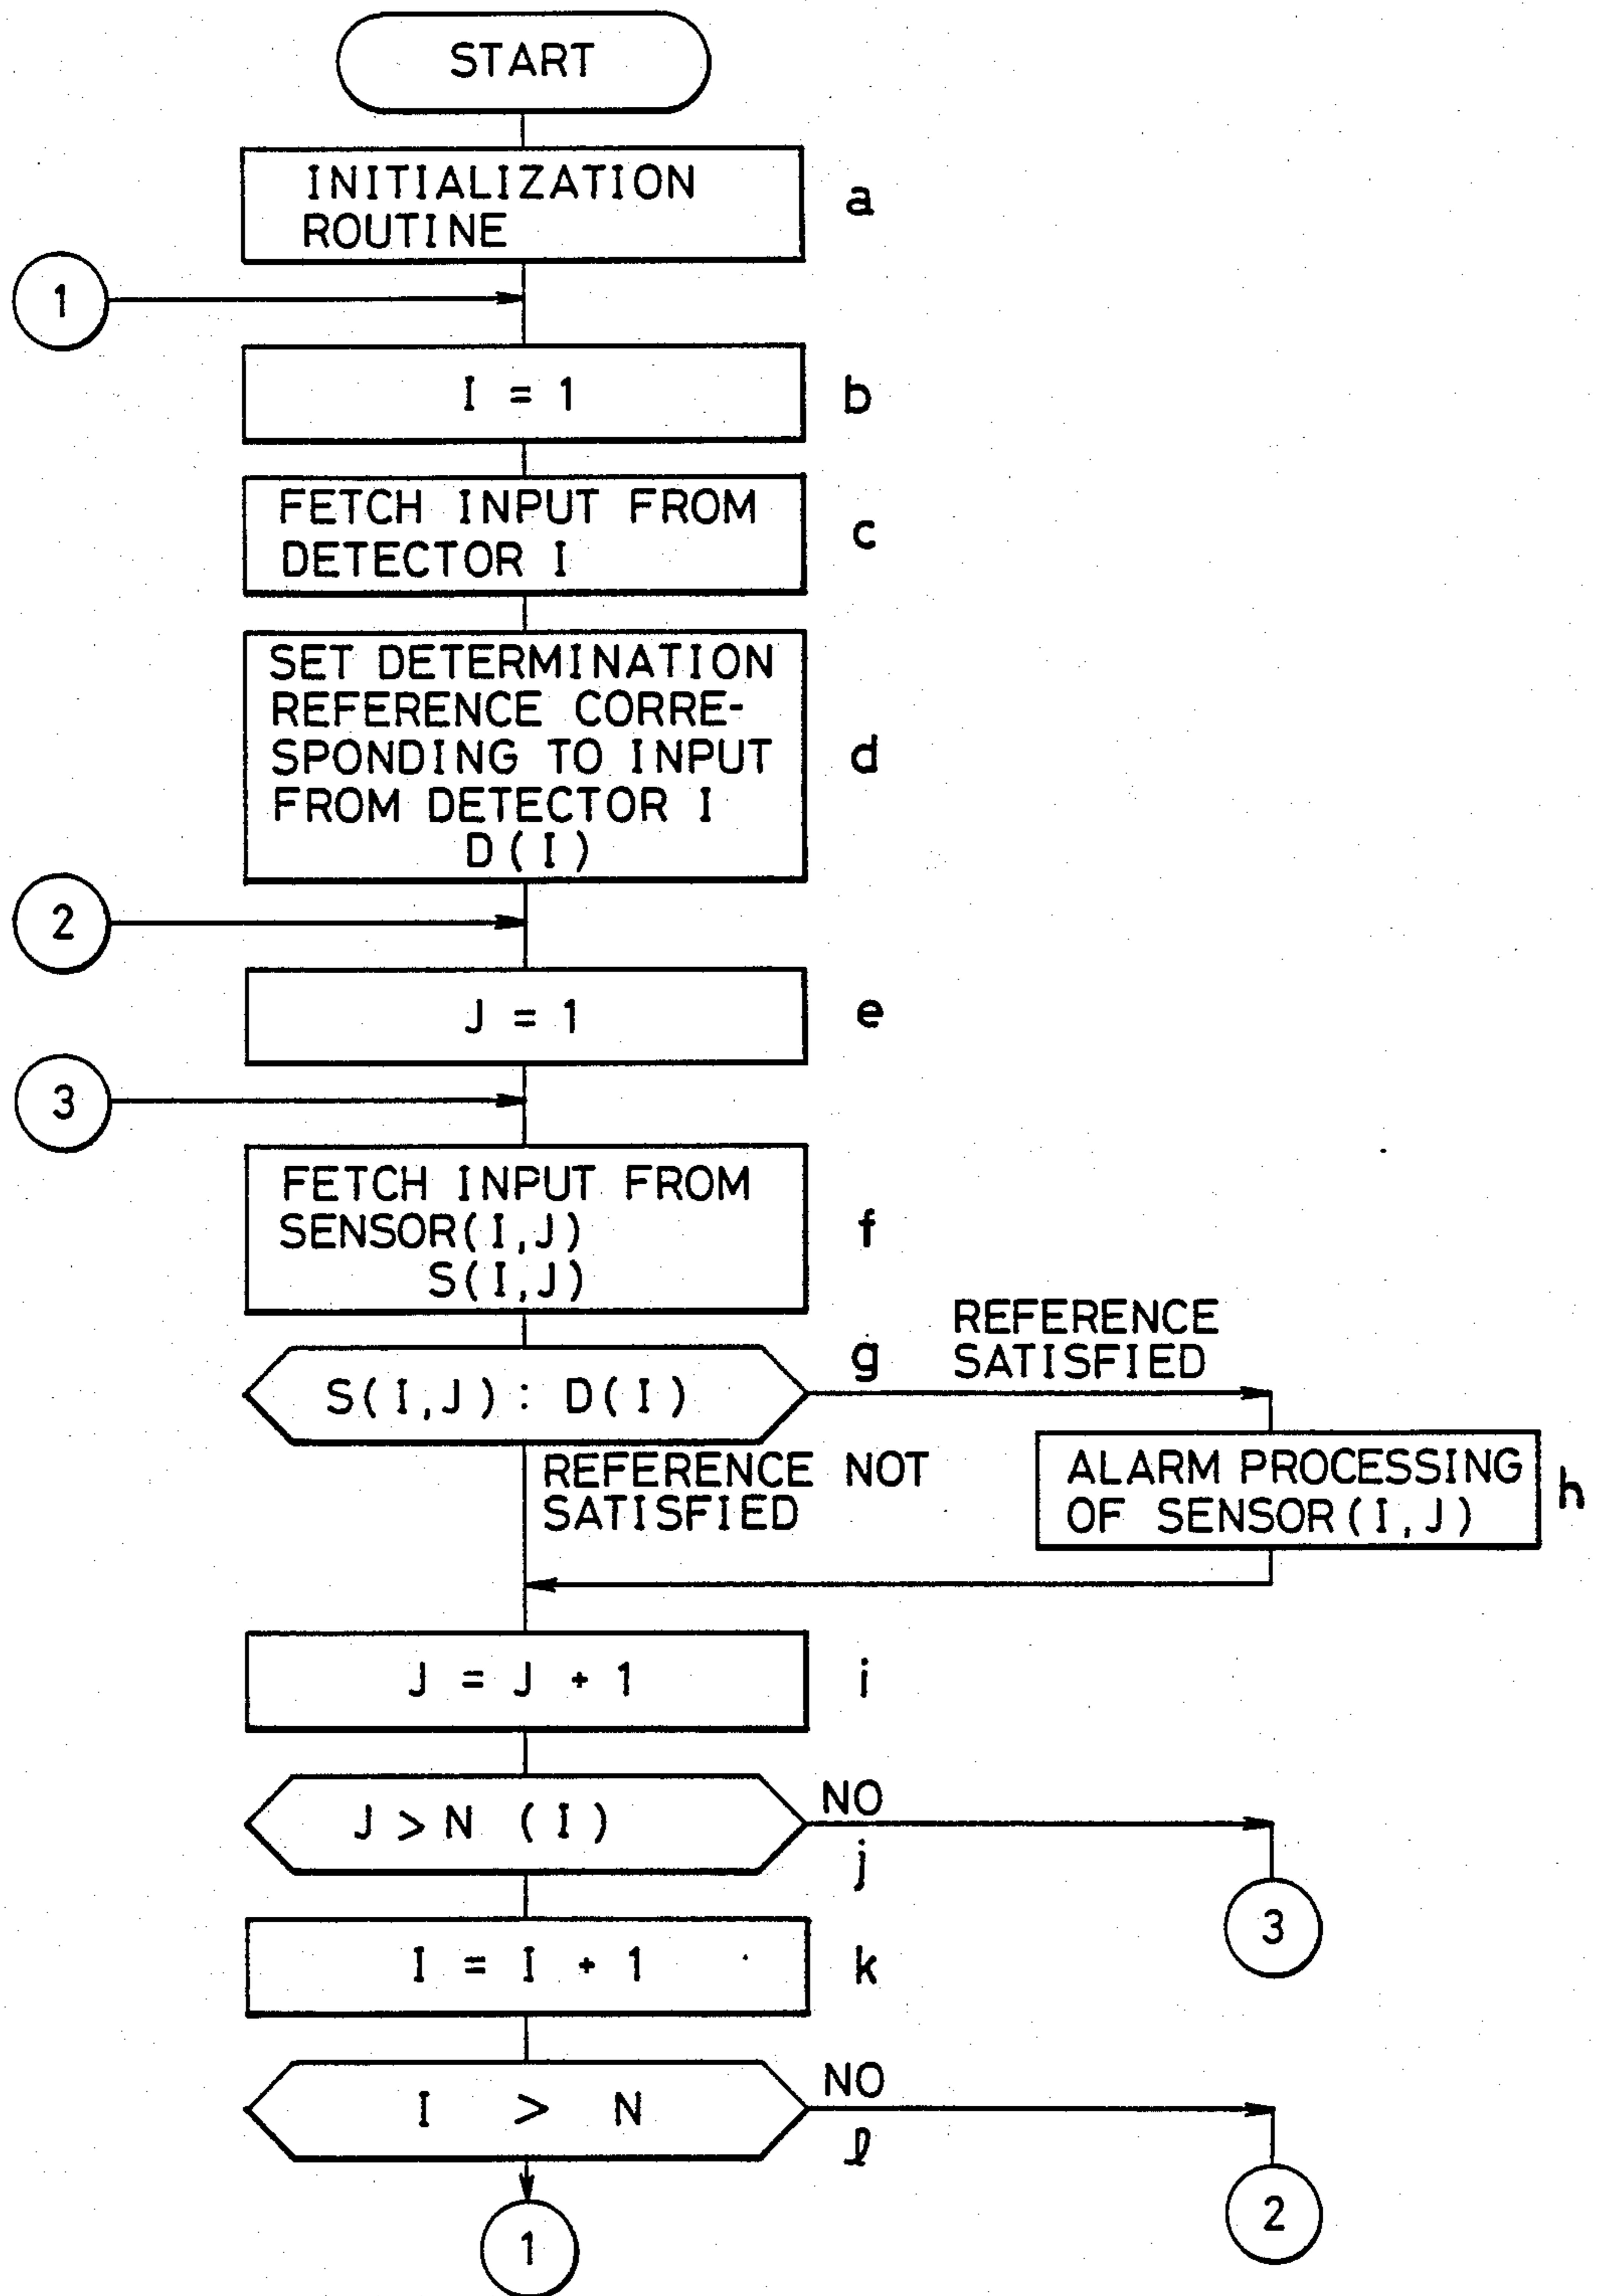 START
INITIALIZATION
ROUTINE
a
1
I = 1
b
FETCH INPUT FROM
DETECTOR I
c
SET DETERMINATION
REFERENCE CORRE-
SPONDING TO INPUT
FROM DETECTOR I
D(I)
d
2
J = 1
e
3
FETCH INPUT FROM
SENSOR(I,J)
S(I,J)
f
S(I,J) : D(I)
g
REFERENCE
SATISFIED
REFERENCE NOT
SATISFIED
ALARM PROCESSING
OF SENSOR(I,J)
h
J = J + 1
i
J > N (I)
NO
j
3
I = I + 1
k
I > N
NO
l
2
1